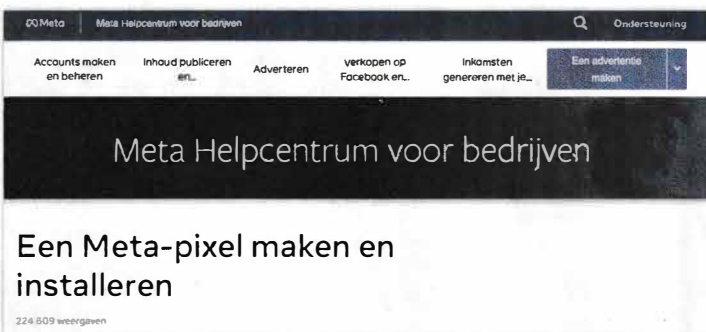 Meta Meta Helpcentrum voor bedrijven Ondersteuning
Accounts maken en beheren
Inhoud publiceren en...
Adverteren
verkopen op Facebook en...
Inkomsten genereren met je...
Een advertentie maken
Meta Helpcentrum voor bedrijven
Een Meta-pixel maken en
installeren
224.609 weergaven